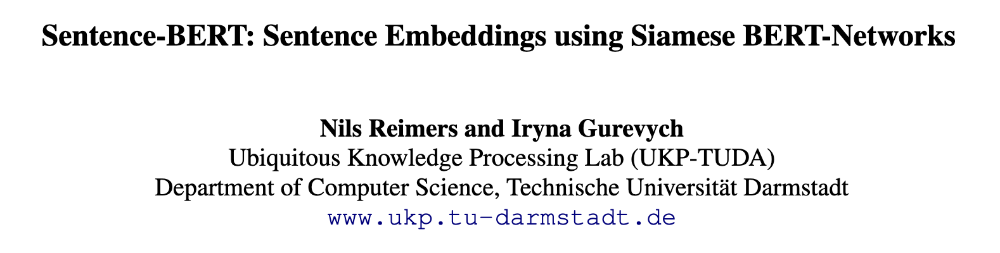 Sentence-BERT: Sentence Embeddings using Siamese BERT-Networks
Nils Reimers and Iryna Gurevych
Ubiquitous Knowledge Processing Lab (UKP-TUDA)
Department of Computer Science, Technische Universität Darmstadt
www.ukp.tu-darmstadt.de